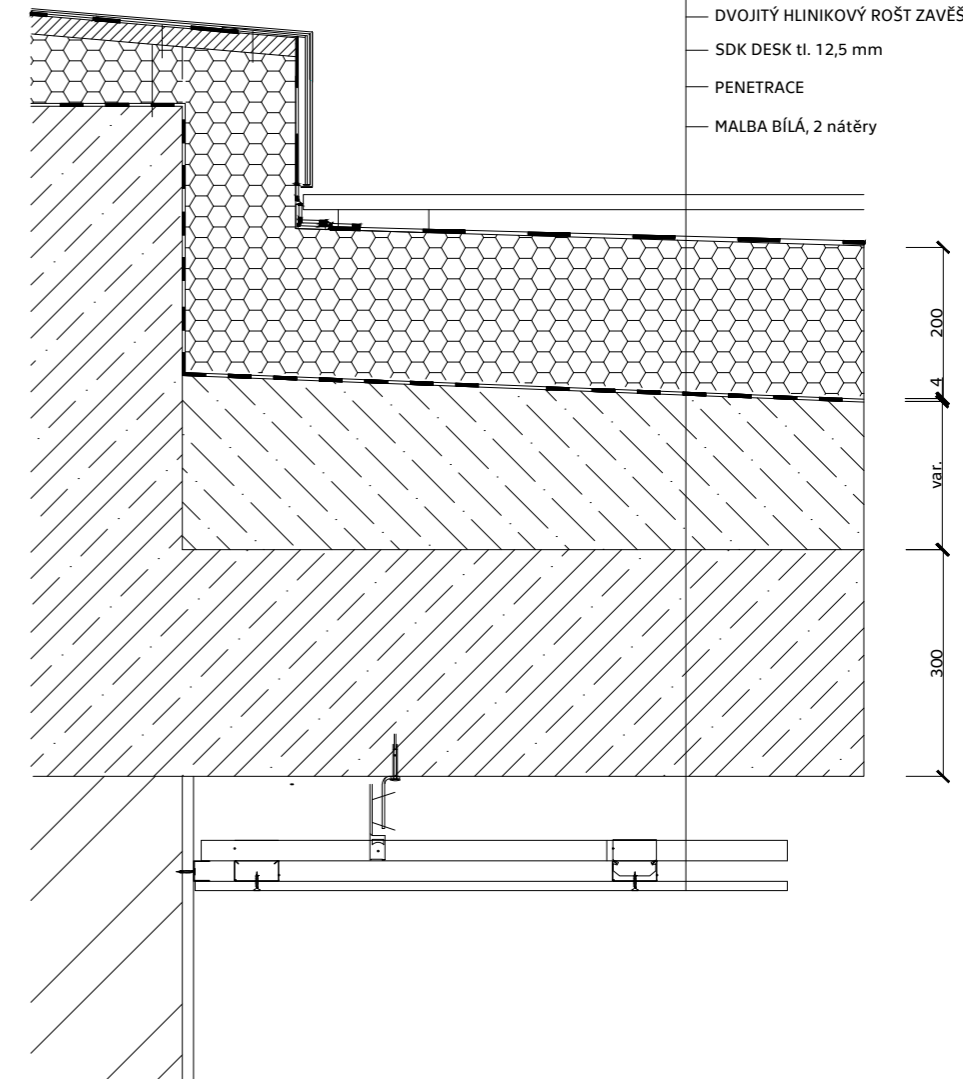 DVOJITÝ HLINIKOVÝ ROŠT ZAVĚŠ
SDK DESK tl. 12,5 mm
PENETRACE
MALBA BÍLÁ, 2 nátěry
200
4
var.
300